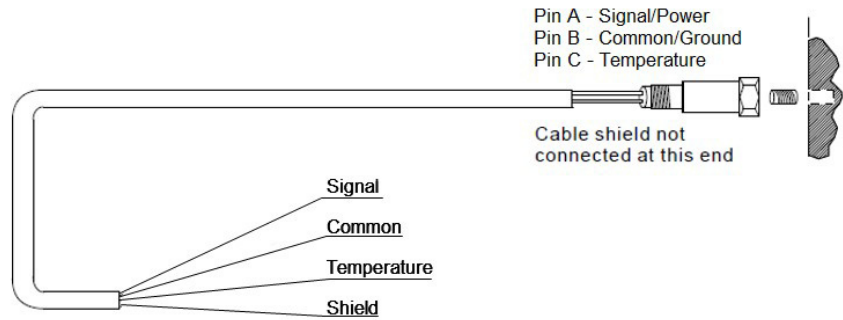 Pin A - Signal/Power
Pin B - Common/Ground
Pin C - Temperature
Cable shield not
connected at this end
Signal
Common
Temperature
Shield